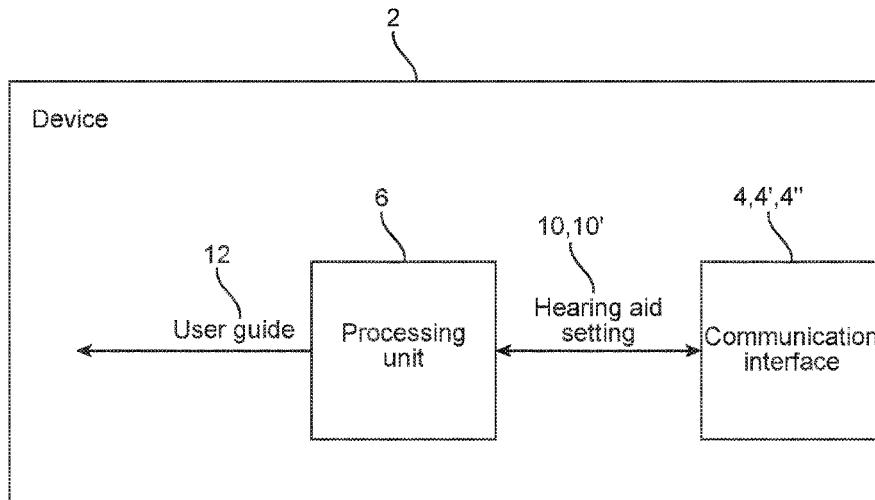 2
Device
6
4,4',4"
10,10'
12
Hearing aid
setting
User guide
Processing
unit
Communication
interface